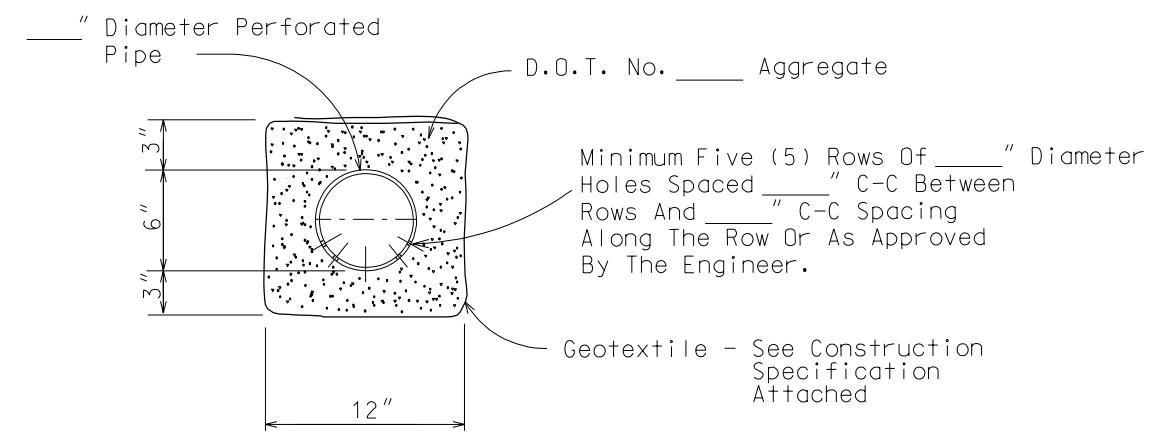 ____" Diameter Perforated
Pipe
D.O.T. No. _____ Aggregate
3"
6"
3"
Minimum Five (5) Rows Of _____" Diameter
Holes Spaced _____" C-C Between
Rows And _____" C-C Spacing
Along The Row Or As Approved
By The Engineer.
Geotextile - See Construction
Specification
Attached
12"